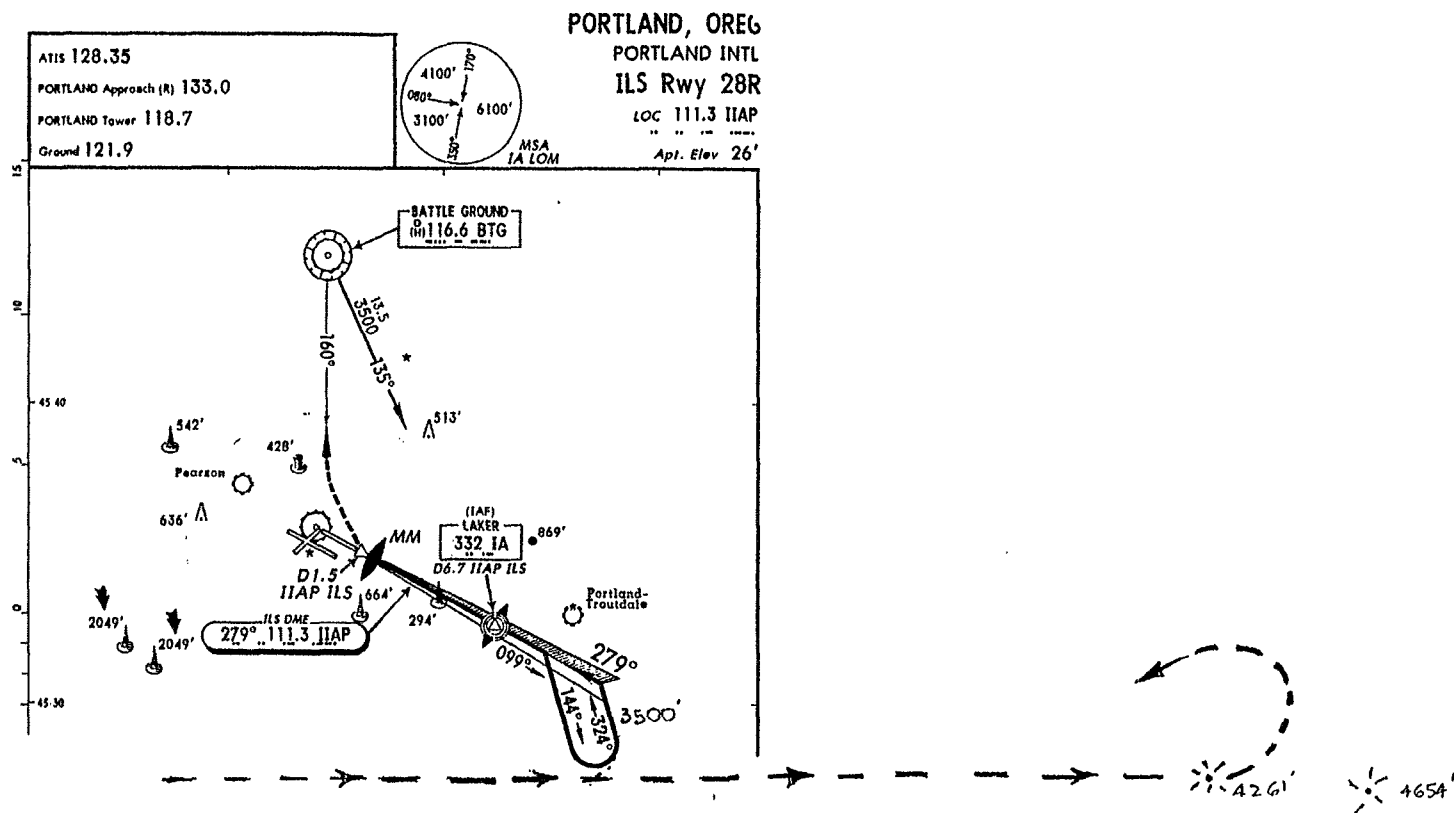 PORTLAND, OREG
PORTLAND INTL
ILS Rwy 28R
LOC 111.3 IIAP
Apt. Elev 26'
ATIS 128.35
PORTLAND Approach (R) 133.0
PORTLAND Tower 118.7
Ground 121.9
4100'
170°
080°
6100'
3100'
350°
MSA
IA LOM
15
10
5
0
45 40
45 30
BATTLE GROUND
D
(H) 116.6 BTG
13.5
3500
135°
160°
513'
542'
428'
Pearson
636'
MM
(IAF)
LAKER
332 IA
D6.7 IIAP ILS
869'
D1.5
IIAP ILS
664'
294'
Portland-
Troutdale
2049'
2049'
ILS DME
279° 111.3 IIAP
279°
099°
144°
324°
3500'
4261'
4654'